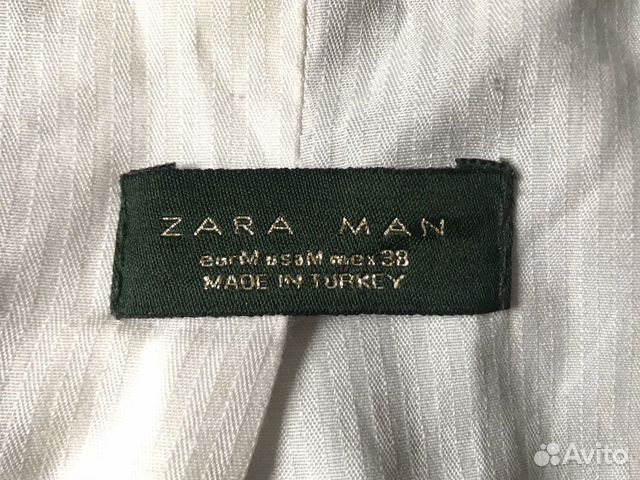 ZARA MAN
eur M usa M mex 38
MADE IN TURKEY
Avito